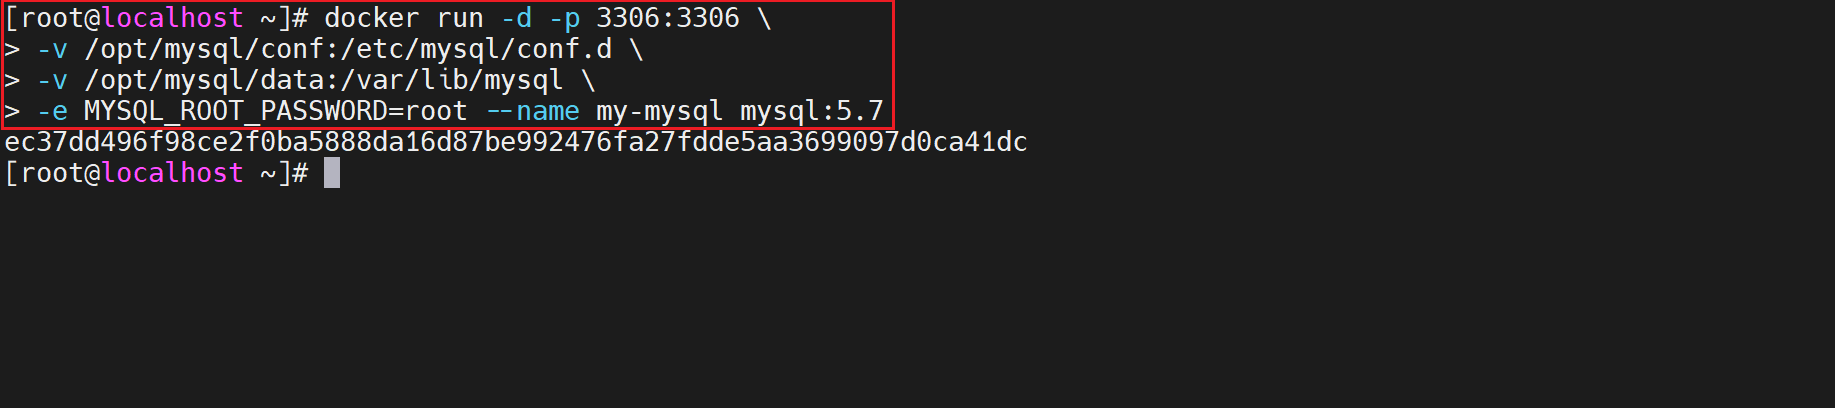 [root@localhost ~]# docker run -d -p 3306:3306 \
> -v /opt/mysql/conf:/etc/mysql/conf.d \
> -v /opt/mysql/data:/var/lib/mysql \
> -e MYSQL_ROOT_PASSWORD=root --name my-mysql mysql:5.7
ec37dd496f98ce2f0ba5888da16d87be992476fa27fdde5aa3699097d0ca41dc
[root@localhost ~]#